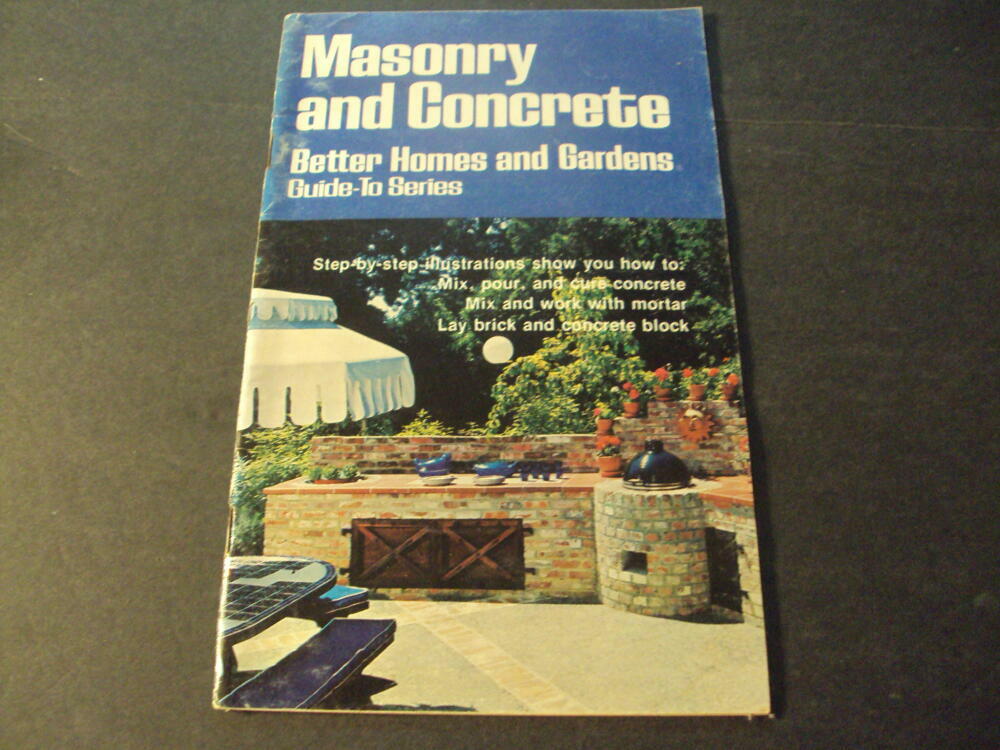 Masonry
and Concrete
Better Homes and Gardens
Guide-To Series
Step-by-step illustrations show you how to:
Mix, pour, and cure concrete
Mix and work with mortar
Lay brick and concrete block